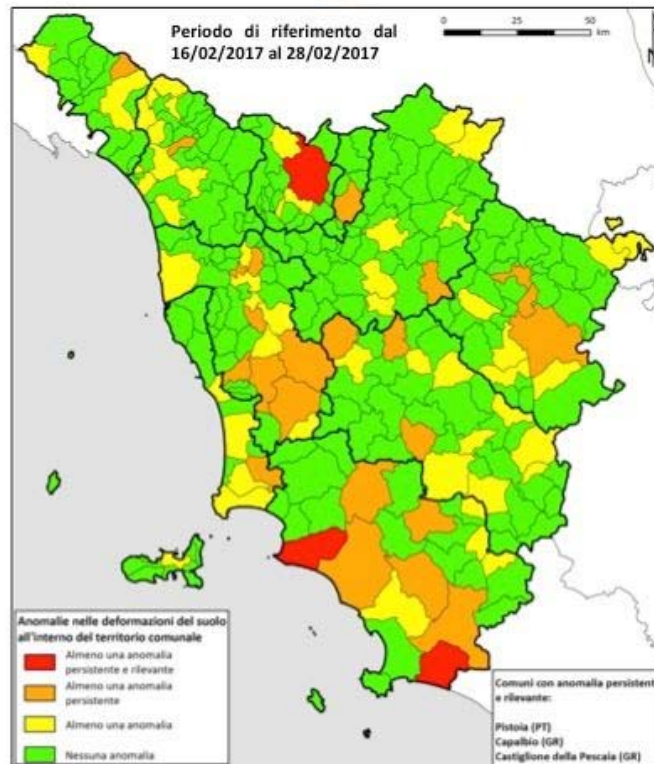 Periodo di riferimento dal
16/02/2017 al 28/02/2017
0 25 50
km
Anomalie nelle deformazioni del suolo
all'interno del territorio comunale
Almeno una anomalia
persistente e rilevante
Almeno una anomalia
persistente
Almeno una anomalia
Nessuna anomalia
Comuni con anomalia persistent
e rilevante:
Pistoia (PT)
Capalbio (GR)
Castiglione della Pescaia (GR)